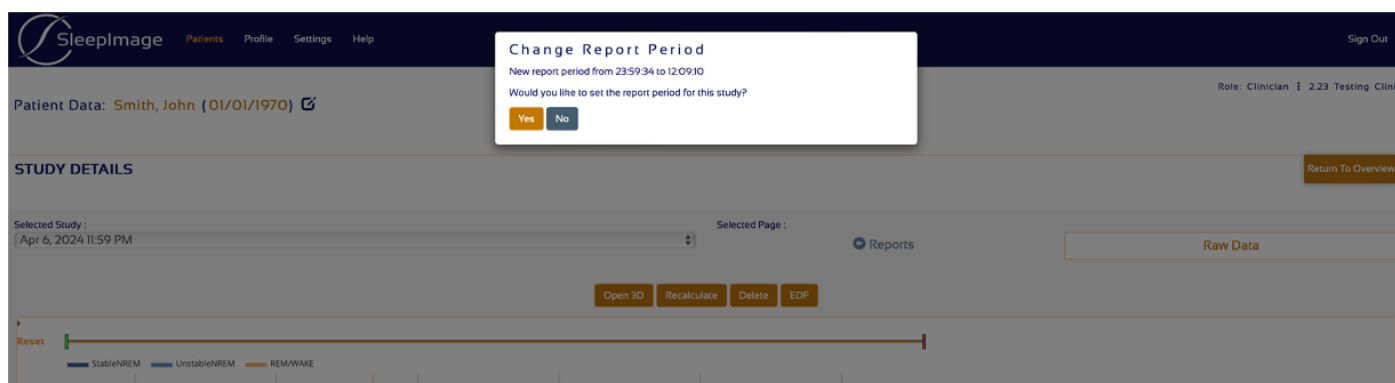 SleepImage Patients Profile Settings Help Sign Out
Change Report Period
New report period from 23:59:34 to 12:09:10
Would you like to set the report period for this study?
Yes No
Role: Clinician ⋮ 2.23 Testing Clini
Patient Data: Smith, John (01/01/1970)
STUDY DETAILS
Return To Overview
Selected Study :
Apr 6, 2024 11:59 PM
Selected Page :
Reports
Raw Data
Open 3D Recalculate Delete EDF
Reset
StableNREM UnstableNREM REM/WAKE